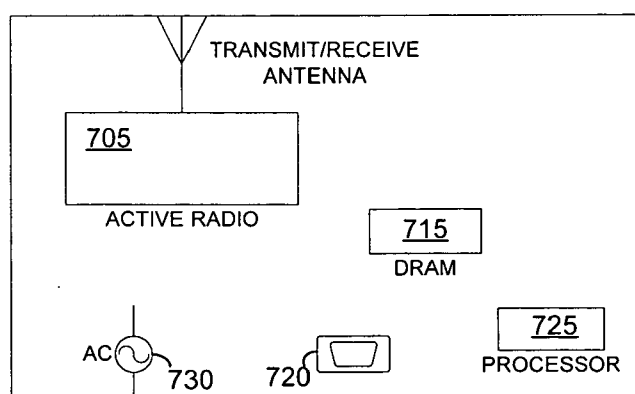 TRANSMIT/RECEIVE
ANTENNA
705
ACTIVE RADIO
715
DRAM
725
PROCESSOR
AC
730
720